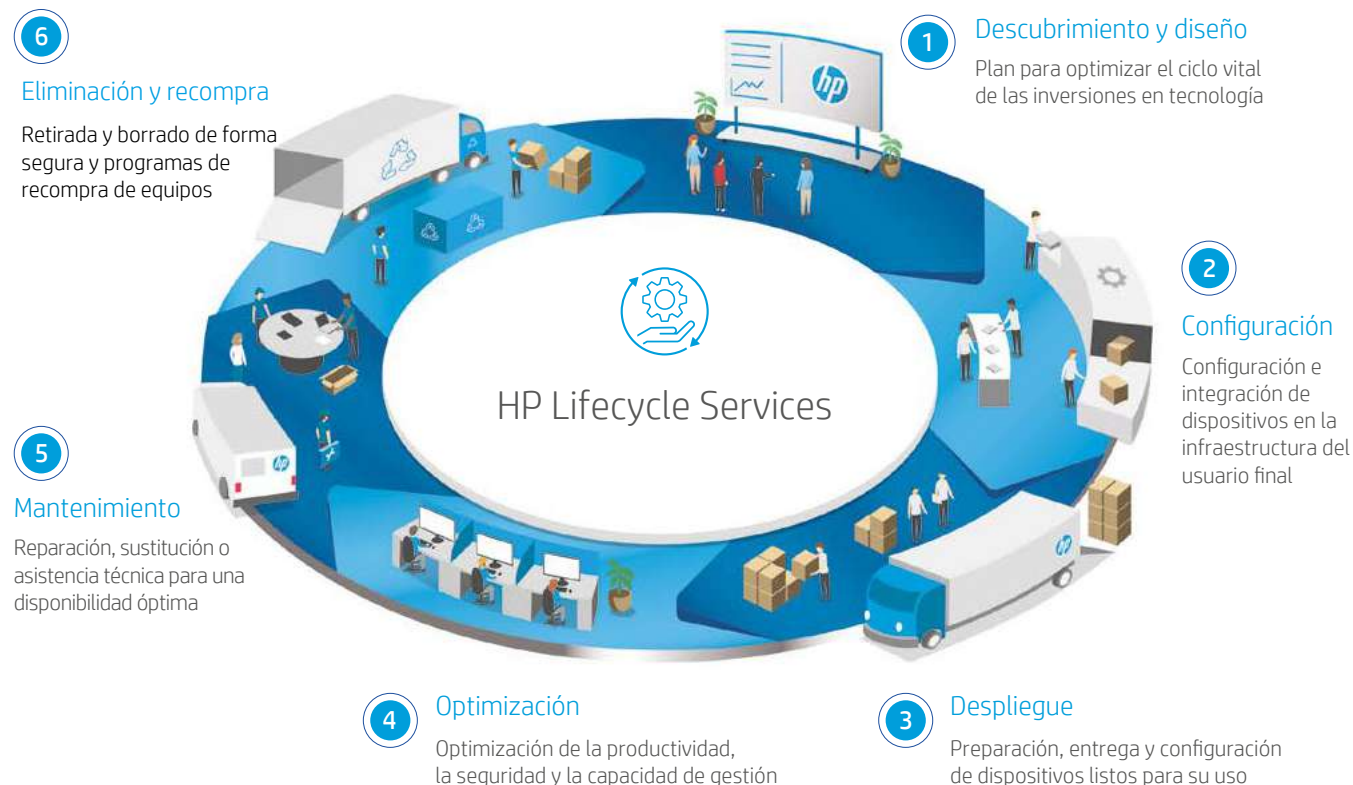 1
Descubrimiento y diseño
Plan para optimizar el ciclo vital
de las inversiones en tecnología
2
Configuración
Configuración e
integración de
dispositivos en la
infraestructura del
usuario final
3
Despliegue
Preparación, entrega y configuración
de dispositivos listos para su uso
4
Optimización
Optimización de la productividad,
la seguridad y la capacidad de gestión
5
Mantenimiento
Reparación, sustitución o
asistencia técnica para una
disponibilidad óptima
6
Eliminación y recompra
Retirada y borrado de forma
segura y programas de
recompra de equipos
HP Lifecycle Services
hp
hp
hp